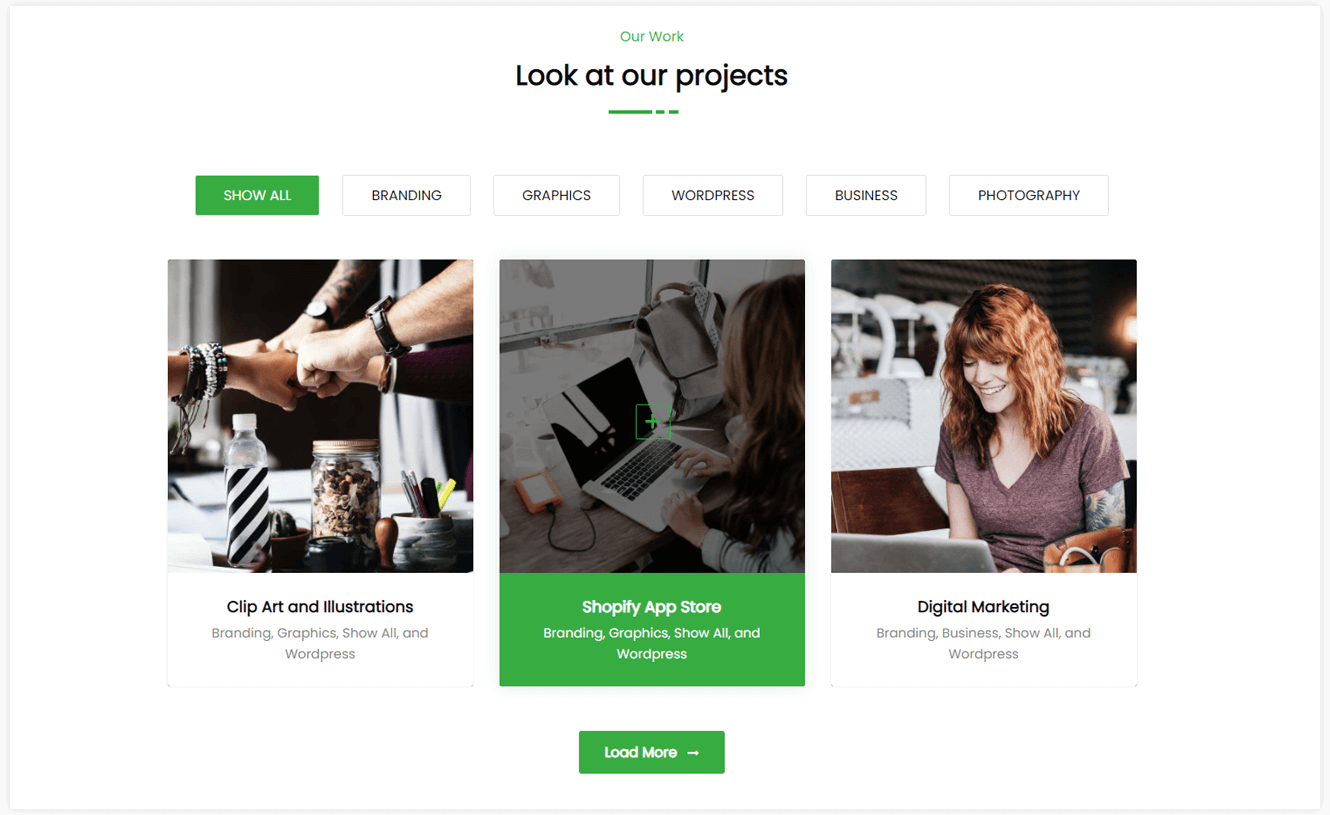 Our Work
Look at our projects
SHOW ALL
BRANDING
GRAPHICS
WORDPRESS
BUSINESS
PHOTOGRAPHY
Clip Art and Illustrations
Branding, Graphics, Show All, and
Wordpress
Shopify App Store
Branding, Graphics, Show All, and
Wordpress
Digital Marketing
Branding, Business, Show All, and
Wordpress
Load More →